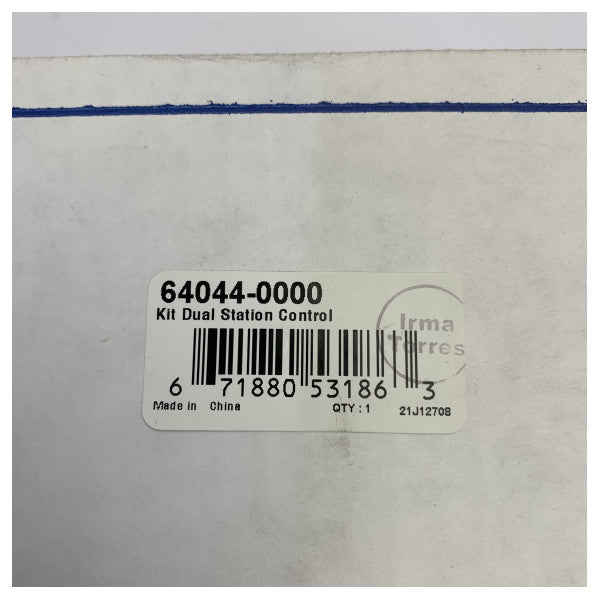 64044-0000
Kit Dual Station Control
Irma
Torres
6 71880 53186 3
Made in China QTY : 1 21J12708